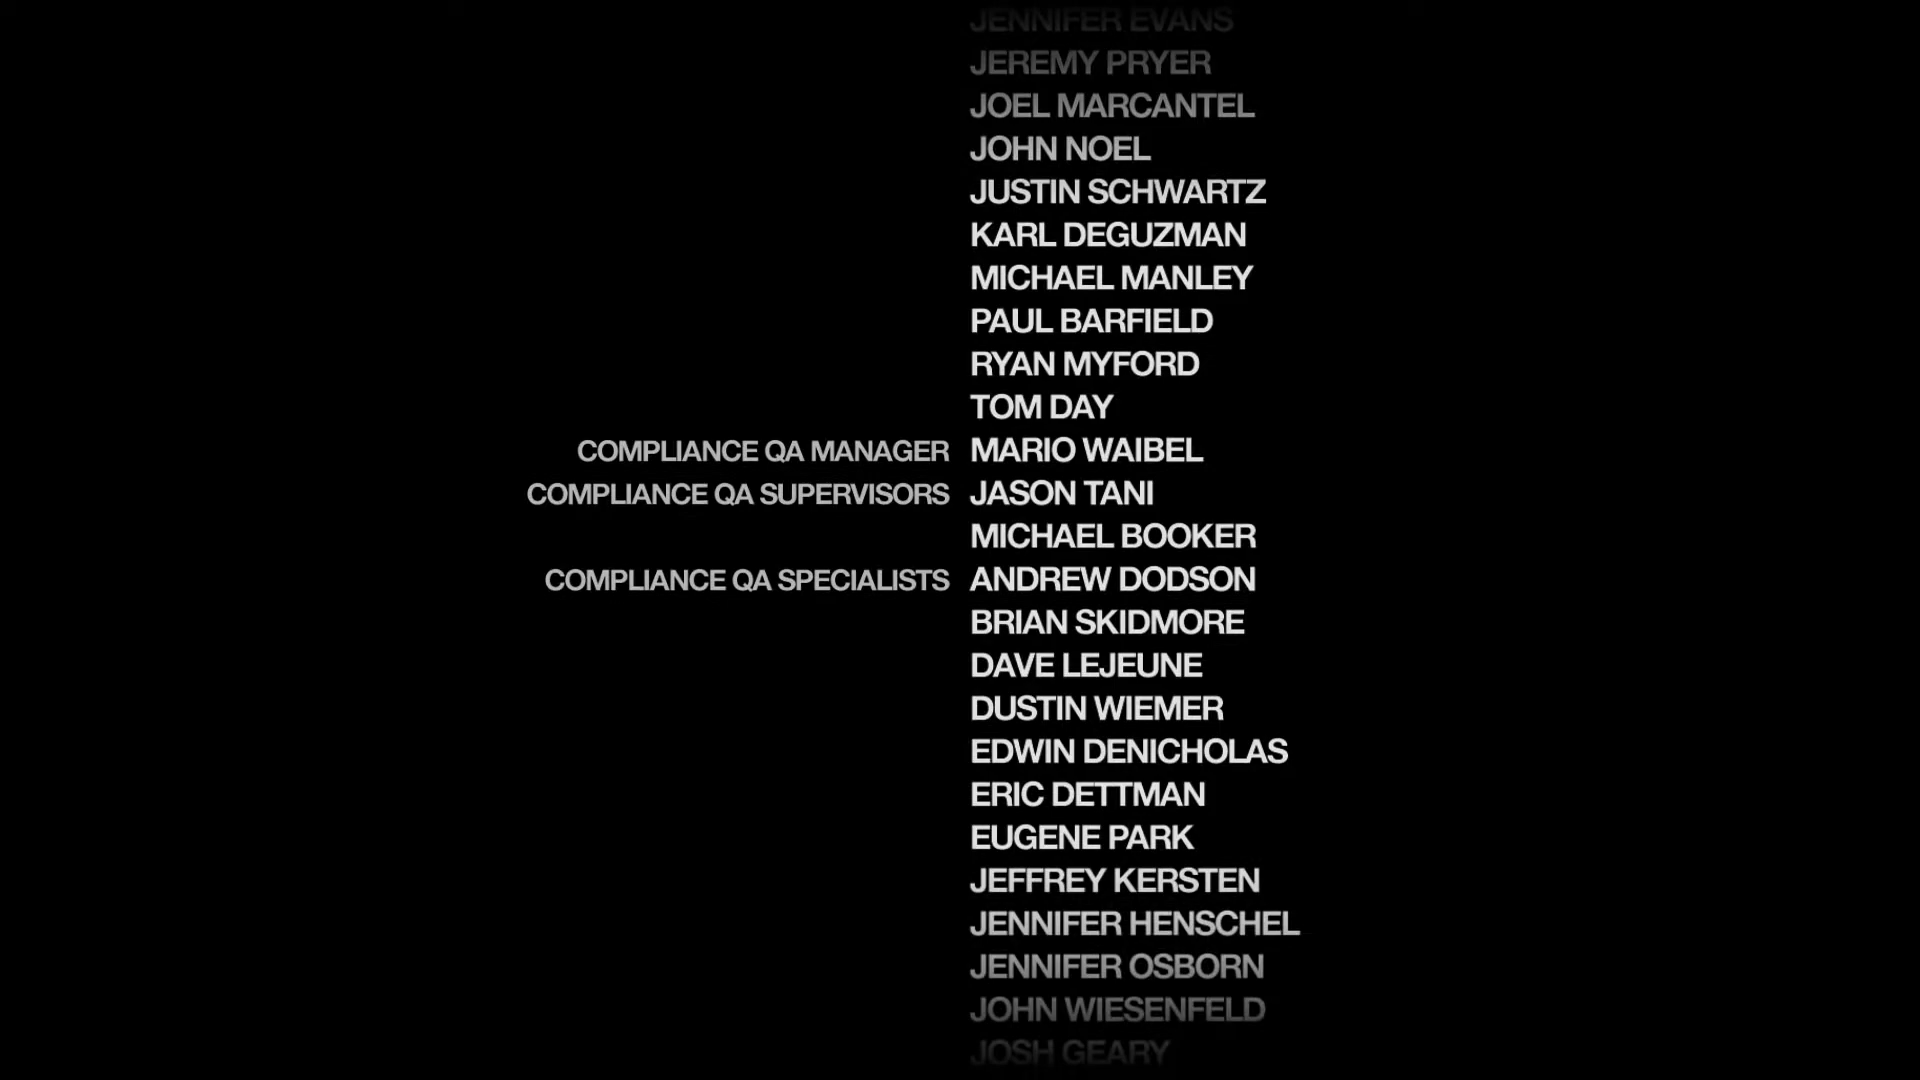 JENNIFER EVANS
JEREMY PRYER
JOEL MARCANTEL
JOHN NOEL
JUSTIN SCHWARTZ
KARL DEGUZMAN
MICHAEL MANLEY
PAUL BARFIELD
RYAN MYFORD
TOM DAY
COMPLIANCE QA MANAGER MARIO WAIBEL
COMPLIANCE QA SUPERVISORS JASON TANI
MICHAEL BOOKER
COMPLIANCE QA SPECIALISTS ANDREW DODSON
BRIAN SKIDMORE
DAVE LEJEUNE
DUSTIN WIEMER
EDWIN DENICHOLAS
ERIC DETTMAN
EUGENE PARK
JEFFREY KERSTEN
JENNIFER HENSCHEL
JENNIFER OSBORN
JOHN WIESENFELD
JOSH GEARY